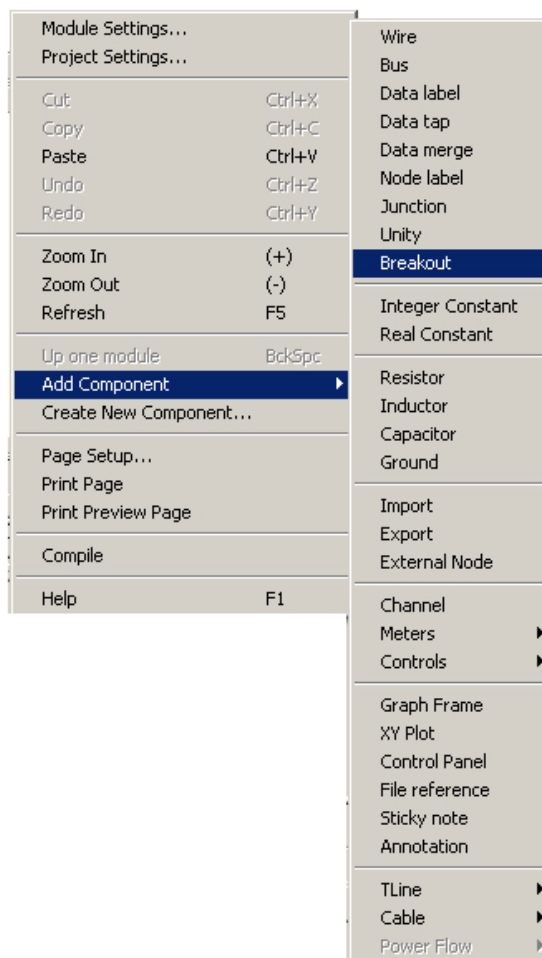 Module Settings...
Project Settings...
Cut Ctrl+X
Copy Ctrl+C
Paste Ctrl+V
Undo Ctrl+Z
Redo Ctrl+Y
Zoom In (+)
Zoom Out (-)
Refresh F5
Up one module BckSpc
Add Component
Create New Component...
Page Setup...
Print Page
Print Preview Page
Compile
Help F1
Wire
Bus
Data label
Data tap
Data merge
Node label
Junction
Unity
Breakout
Integer Constant
Real Constant
Resistor
Inductor
Capacitor
Ground
Import
Export
External Node
Channel
Meters
Controls
Graph Frame
XY Plot
Control Panel
File reference
Sticky note
Annotation
TLine
Cable
Power Flow